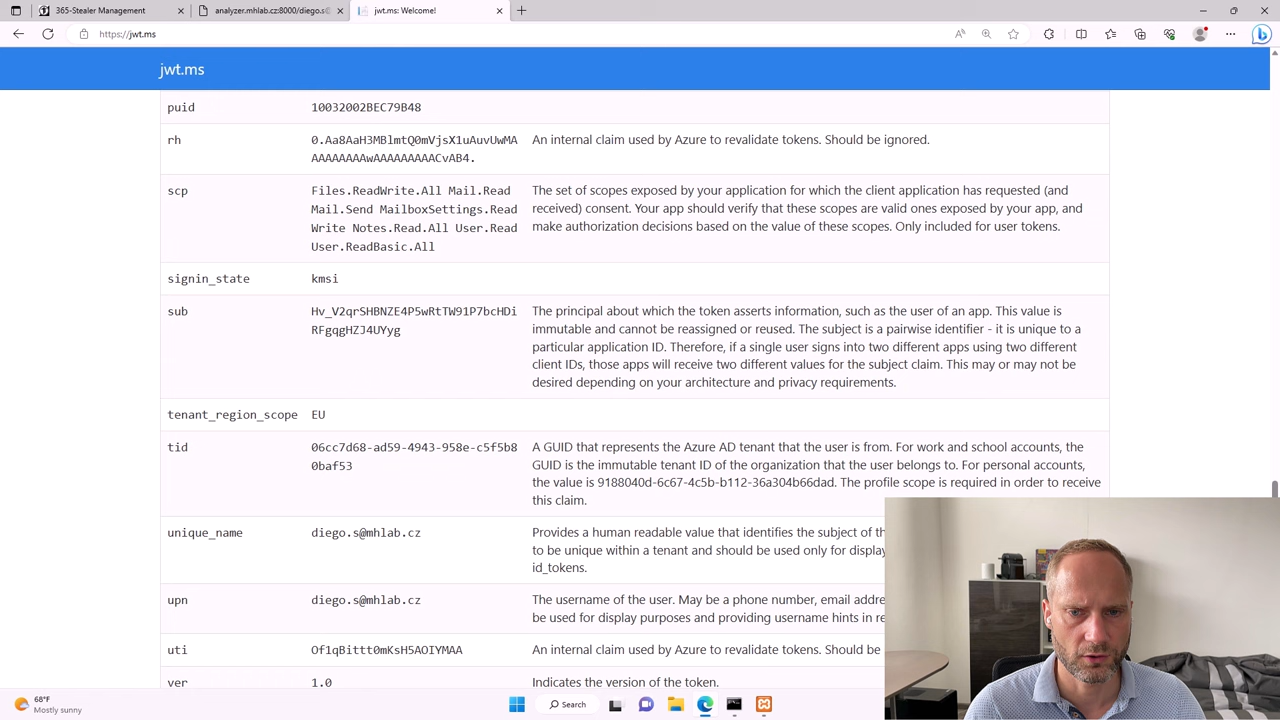 365-Stealer Management
analyzer.mhlab.cz:8000/diego.s@
jwt.ms: Welcome!
https://jwt.ms
jwt.ms
puid 10032002BEC79B48
rh 0.Aa8AaH3MBlmtQ0mVjsX1uAuvUwMA An internal claim used by Azure to revalidate tokens. Should be ignored.
AAAAAAAAwAAAAAAAAACvAB4.
scp Files.ReadWrite.All Mail.Read The set of scopes exposed by your application for which the client application has requested (and
Mail.Send MailboxSettings.Read received) consent. Your app should verify that these scopes are valid ones exposed by your app, and
Write Notes.Read.All User.Read make authorization decisions based on the value of these scopes. Only included for user tokens.
User.ReadBasic.All
signin_state kmsi
sub Hv_V2qrSHBNZE4P5wRtTW91P7bcHDi The principal about which the token asserts information, such as the user of an app. This value is
RFgqgHZJ4UYyg immutable and cannot be reassigned or reused. The subject is a pairwise identifier - it is unique to a
particular application ID. Therefore, if a single user signs into two different apps using two different
client IDs, those apps will receive two different values for the subject claim. This may or may not be
desired depending on your architecture and privacy requirements.
tenant_region_scope EU
tid 06cc7d68-ad59-4943-958e-c5f5b8 A GUID that represents the Azure AD tenant that the user is from. For work and school accounts, the
0baf53 GUID is the immutable tenant ID of the organization that the user belongs to. For personal accounts,
the value is 9188040d-6c67-4c5b-b112-36a304b66dad. The profile scope is required in order to receive
this claim.
unique_name diego.s@mhlab.cz Provides a human readable value that identifies the subject of th
to be unique within a tenant and should be used only for display
id_tokens.
upn diego.s@mhlab.cz The username of the user. May be a phone number, email addre
be used for display purposes and providing username hints in r
uti Of1qBittt0mKsH5AOIYMAA An internal claim used by Azure to revalidate tokens. Should be
ver 1.0 Indicates the version of the token.
68°F
Mostly sunny
Search